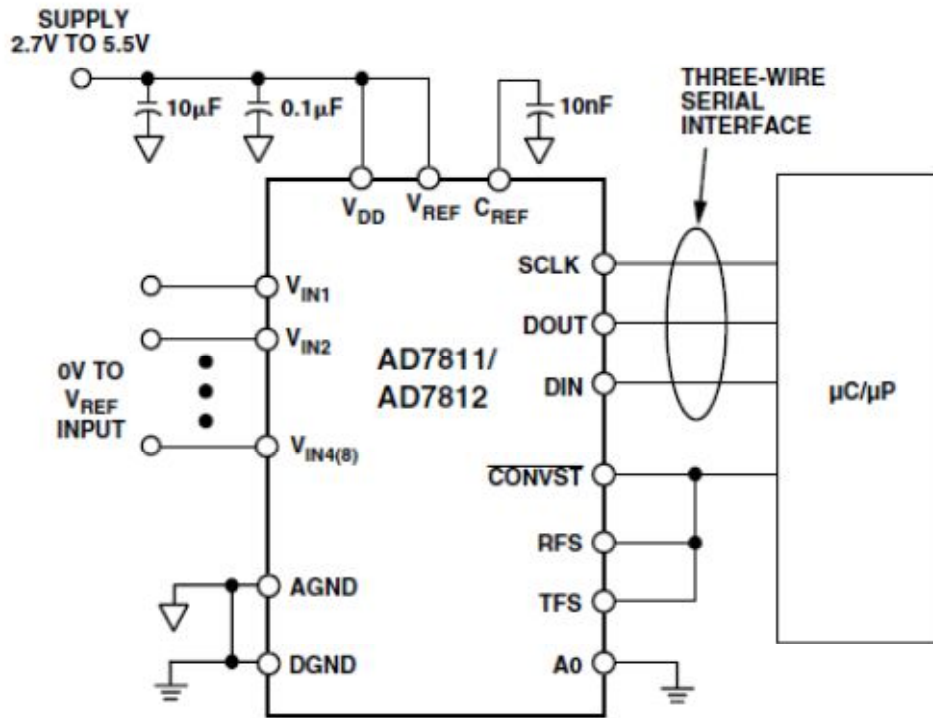 SUPPLY
2.7V TO 5.5V
10µF
0.1µF
10nF
THREE-WIRE
SERIAL
INTERFACE
VDD
VREF
CREF
VIN1
VIN2
VIN4(8)
0V TO
VREF
INPUT
AD7811/
AD7812
SCLK
DOUT
DIN
CONVST
RFS
TFS
A0
AGND
DGND
µC/µP